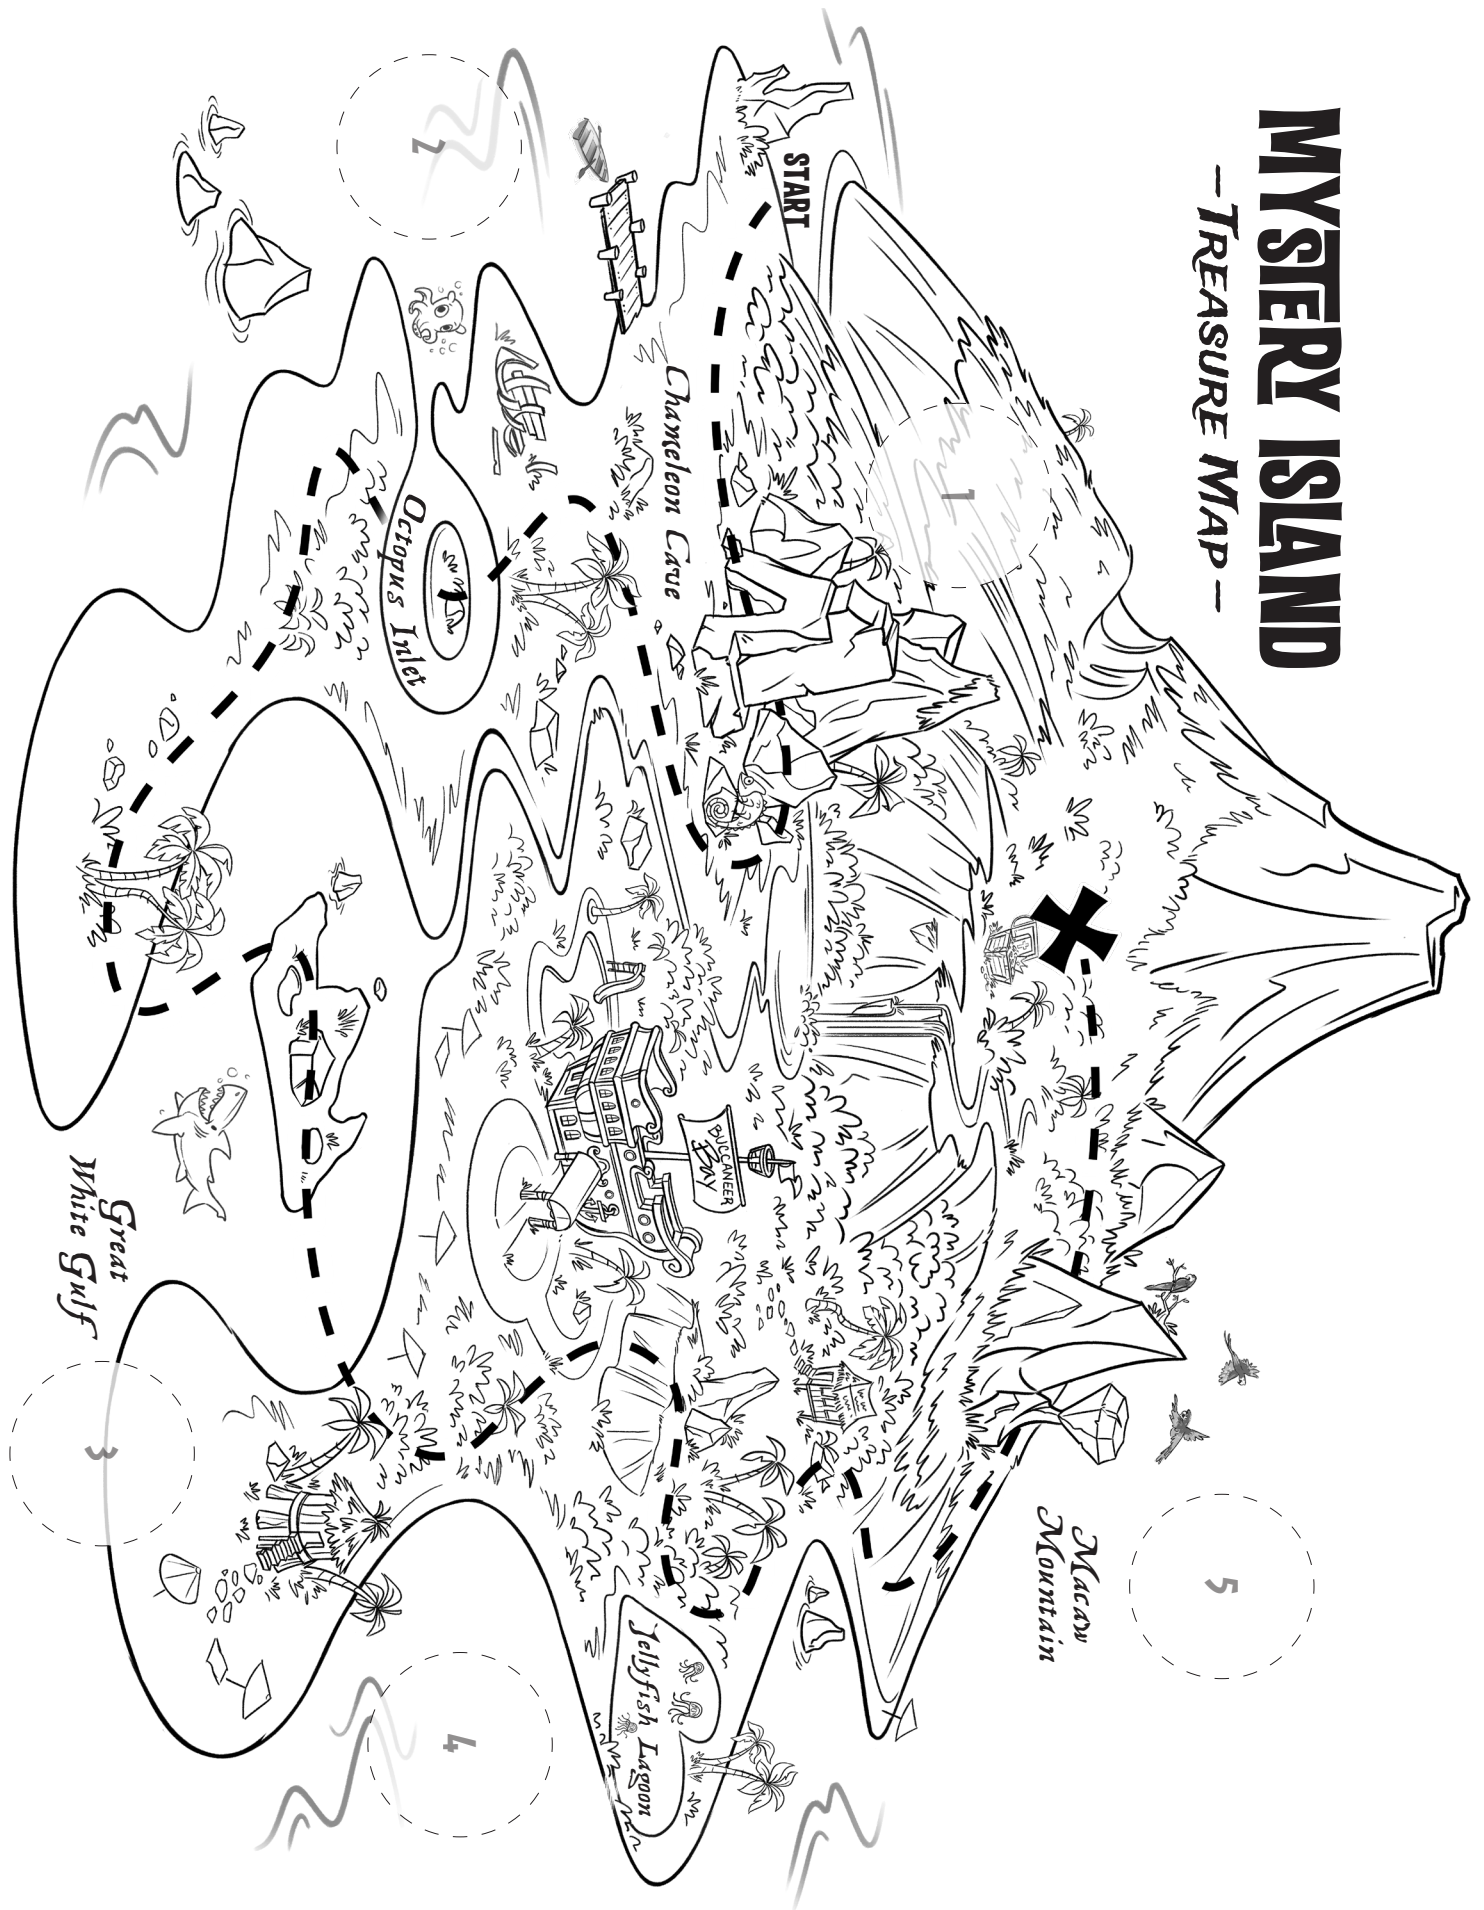 MYSTERY ISLAND
—TREASURE MAP—
START
1
Chameleon Cave
2
Octopus Inlet
BUCCANEER
Bay
Great
White Gulf
3
Jellyfish Lagoon
4
Macaw
Mountain
5